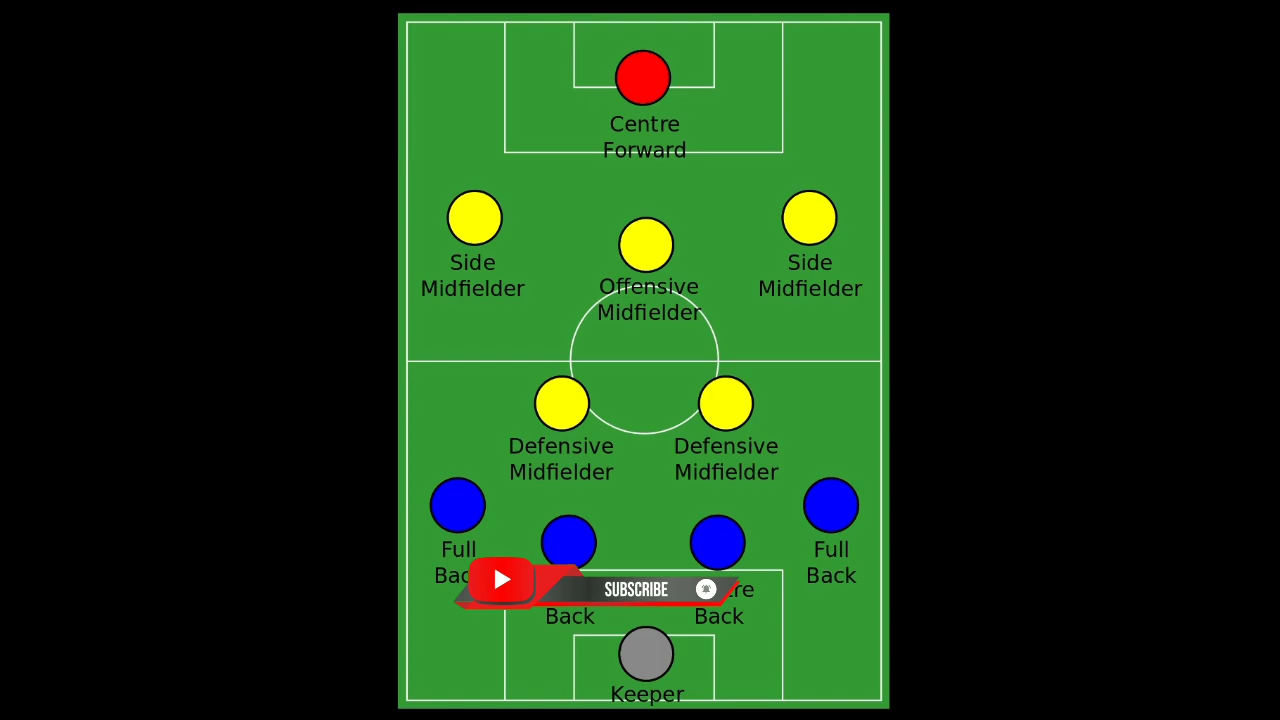 Centre
Forward
Side
Midfielder
Offensive
Midfielder
Side
Midfielder
Defensive
Midfielder
Defensive
Midfielder
Full
Full
Back
SUBSCRIBE
Back
Back
Keeper